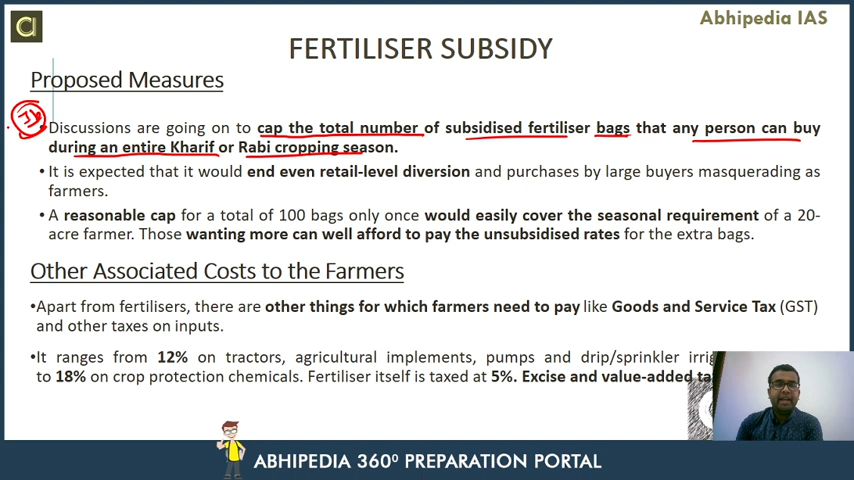 Abhipedia IAS
FERTILISER SUBSIDY
Proposed Measures
Discussions are going on to cap the total number of subsidised fertiliser bags that any person can buy
during an entire Kharif or Rabi cropping season.
•It is expected that it would end even retail-level diversion and purchases by large buyers masquerading as
farmers.
•A reasonable cap for a total of 100 bags only once would easily cover the seasonal requirement of a 20-
acre farmer. Those wanting more can well afford to pay the unsubsidised rates for the extra bags.
Other Associated Costs to the Farmers
•Apart from fertilisers, there are other things for which farmers need to pay like Goods and Service Tax (GST)
and other taxes on inputs.
•It ranges from 12% on tractors, agricultural implements, pumps and drip/sprinkler
to 18% on crop protection chemicals. Fertiliser itself is taxed at 5%. Excise and value-added
ABHIPEDIA 360⁰ PREPARATION PORTAL